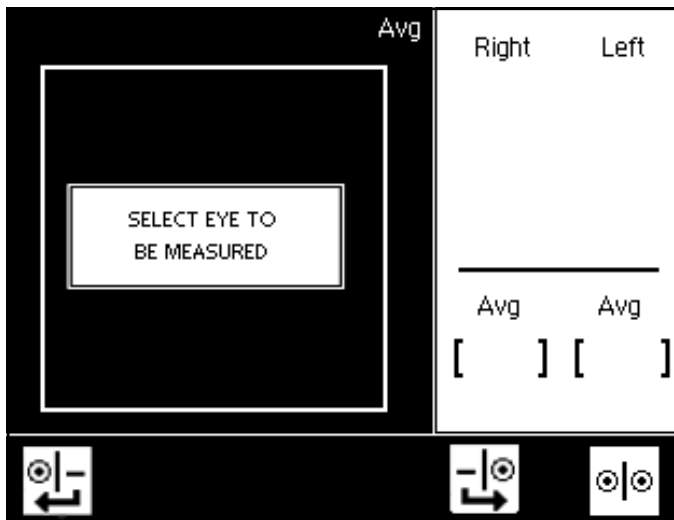 Avg
SELECT EYE TO
BE MEASURED
Right Left
Avg Avg
[ ] [ ]